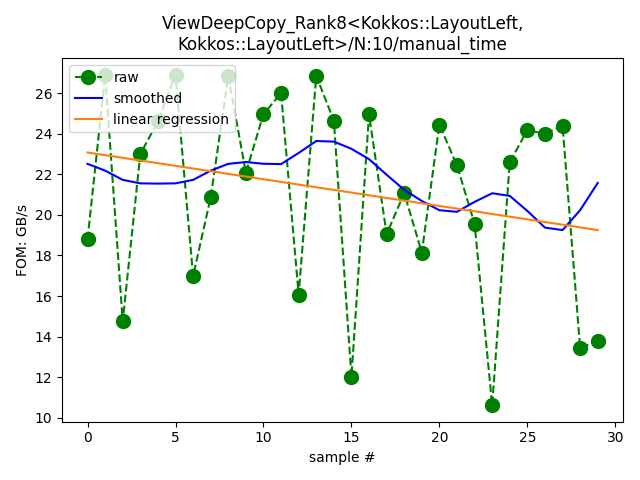 ViewDeepCopy_Rank8<Kokkos::LayoutLeft,
Kokkos::LayoutLeft>/N:10/manual_time
raw
smoothed
linear regression
FOM: GB/s
26
24
22
20
18
16
14
12
10
0 5 10 15 20 25 30
sample #